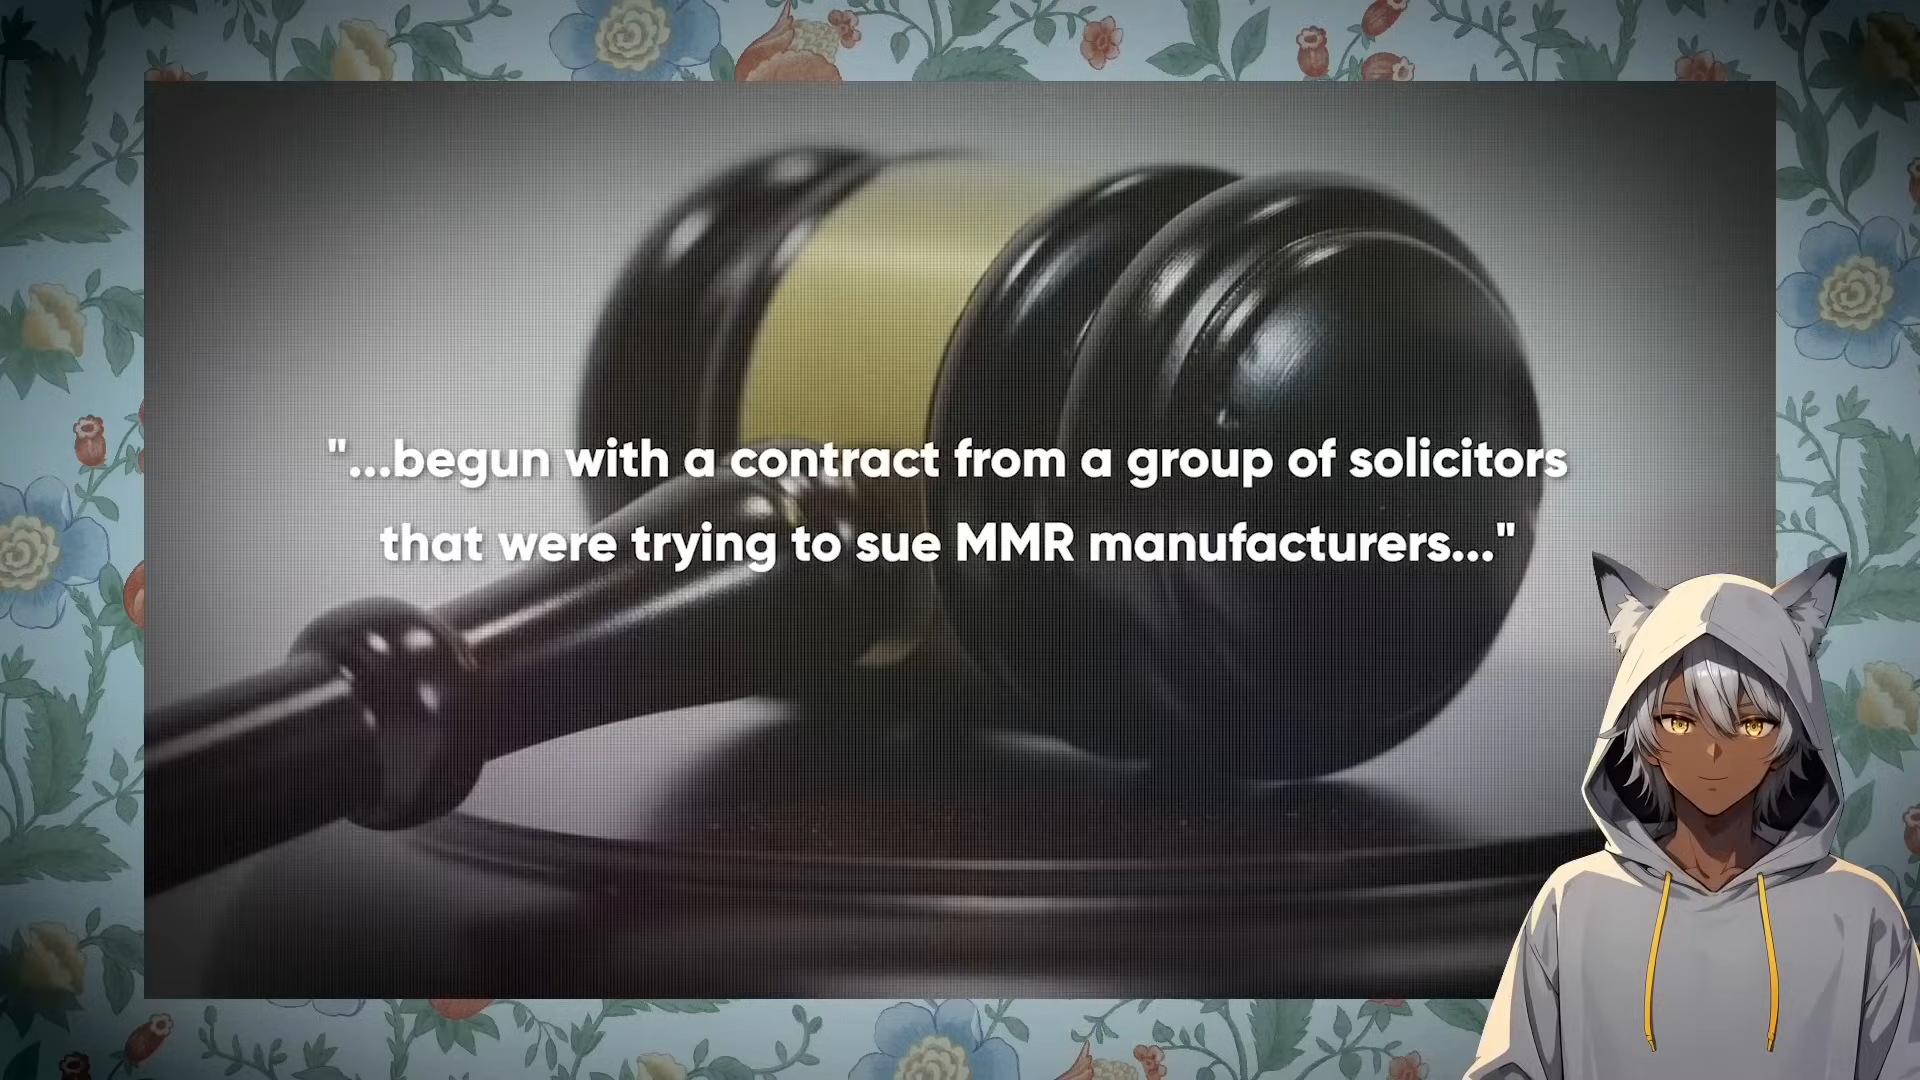 "...begun with a contract from a group of solicitors
that were trying to sue MMR manufacturers..."